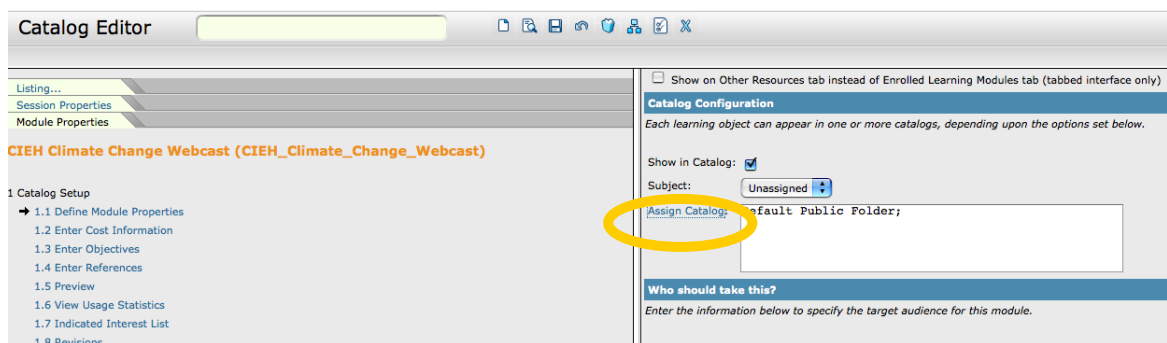 Catalog Editor
Show on Other Resources tab instead of Enrolled Learning Modules tab (tabbed interface only)
Listing...
Session Properties
Module Properties
CIEH Climate Change Webcast (CIEH_Climate_Change_Webcast)
1 Catalog Setup
1.1 Define Module Properties
1.2 Enter Cost Information
1.3 Enter Objectives
1.4 Enter References
1.5 Preview
1.6 View Usage Statistics
1.7 Indicated Interest List
1.8 Revisions
Catalog Configuration
Each learning object can appear in one or more catalogs, depending upon the options set below.
Show in Catalog:
Subject: Unassigned
Assign Catalog: Default Public Folder;
Who should take this?
Enter the information below to specify the target audience for this module.